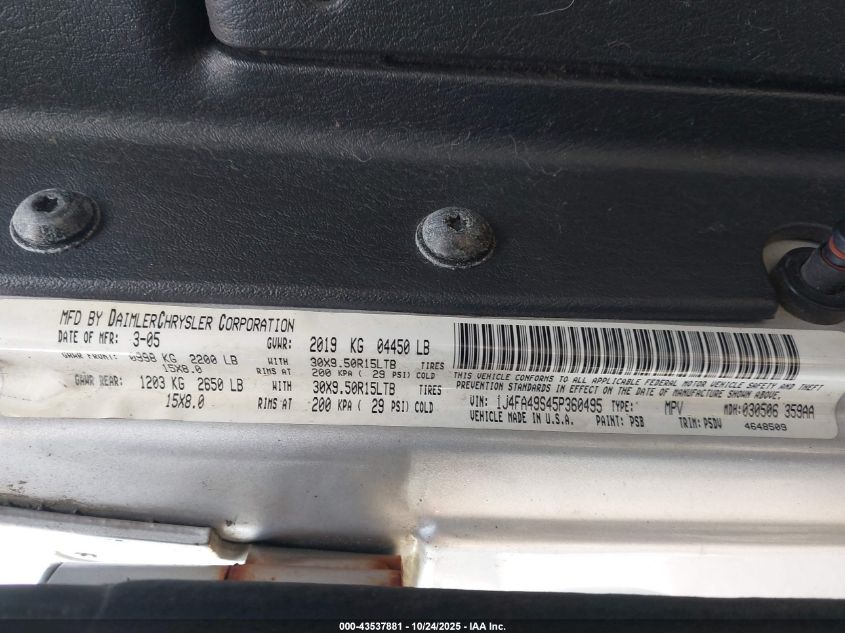 MFD BY DAIMLERCHRYSLER CORPORATION
DATE OF MFR: 3-05 GVWR: 2019 KG 04450 LB
GAWR FRONT: 0998 KG 2200 LB WITH 30X9.50R15LTB TIRES
15X8.0 RIMS AT 200 KPA ( 29 PSI) COLD
GAWR REAR: 1203 KG 2650 LB WITH 30X9.50R15LTB TIRES
15X8.0 RIMS AT 200 KPA ( 29 PSI) COLD
THIS VEHICLE CONFORMS TO ALL APPLICABLE FEDERAL MOTOR VEHICLE SAFETY AND THEFT
PREVENTION STANDARDS IN EFFECT ON THE DATE OF MANUFACTURE SHOWN ABOVE.
VIN: 1J4FA49S45P360495 TYPE: MPV MDH: 030506 359AA
VEHICLE MADE IN U.S.A. PAINT: PSB TRIM: PSDV 4648509
000-43537881 - 10/24/2025 - IAA Inc.